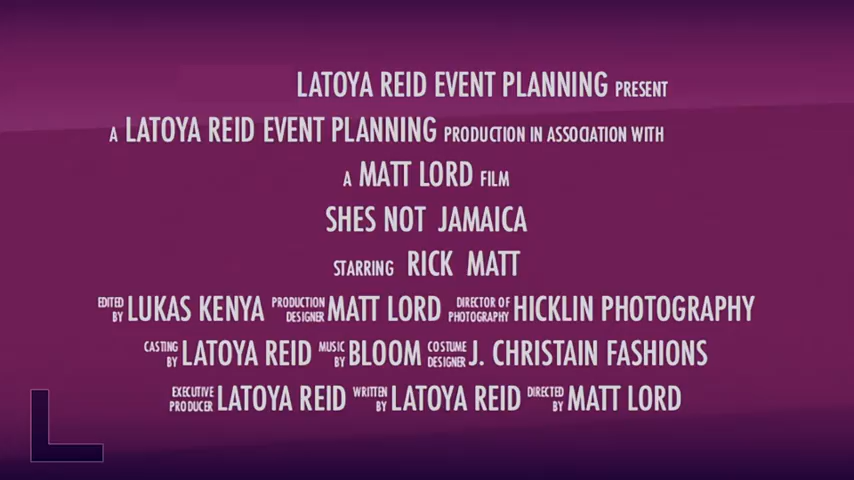 LATOYA REID EVENT PLANNING PRESENT
A LATOYA REID EVENT PLANNING PRODUCTION IN ASSOCIATION WITH
A MATT LORD FILM
SHES NOT JAMAICA
STARRING RICK MATT
EDITED BY LUKAS KENYA PRODUCTION DESIGNER MATT LORD DIRECTOR OF PHOTOGRAPHY HICKLIN PHOTOGRAPHY
CASTING BY LATOYA REID MUSIC BY BLOOM COSTUME DESIGNER J. CHRISTAIN FASHIONS
EXECUTIVE PRODUCER LATOYA REID WRITTEN BY LATOYA REID DIRECTED BY MATT LORD